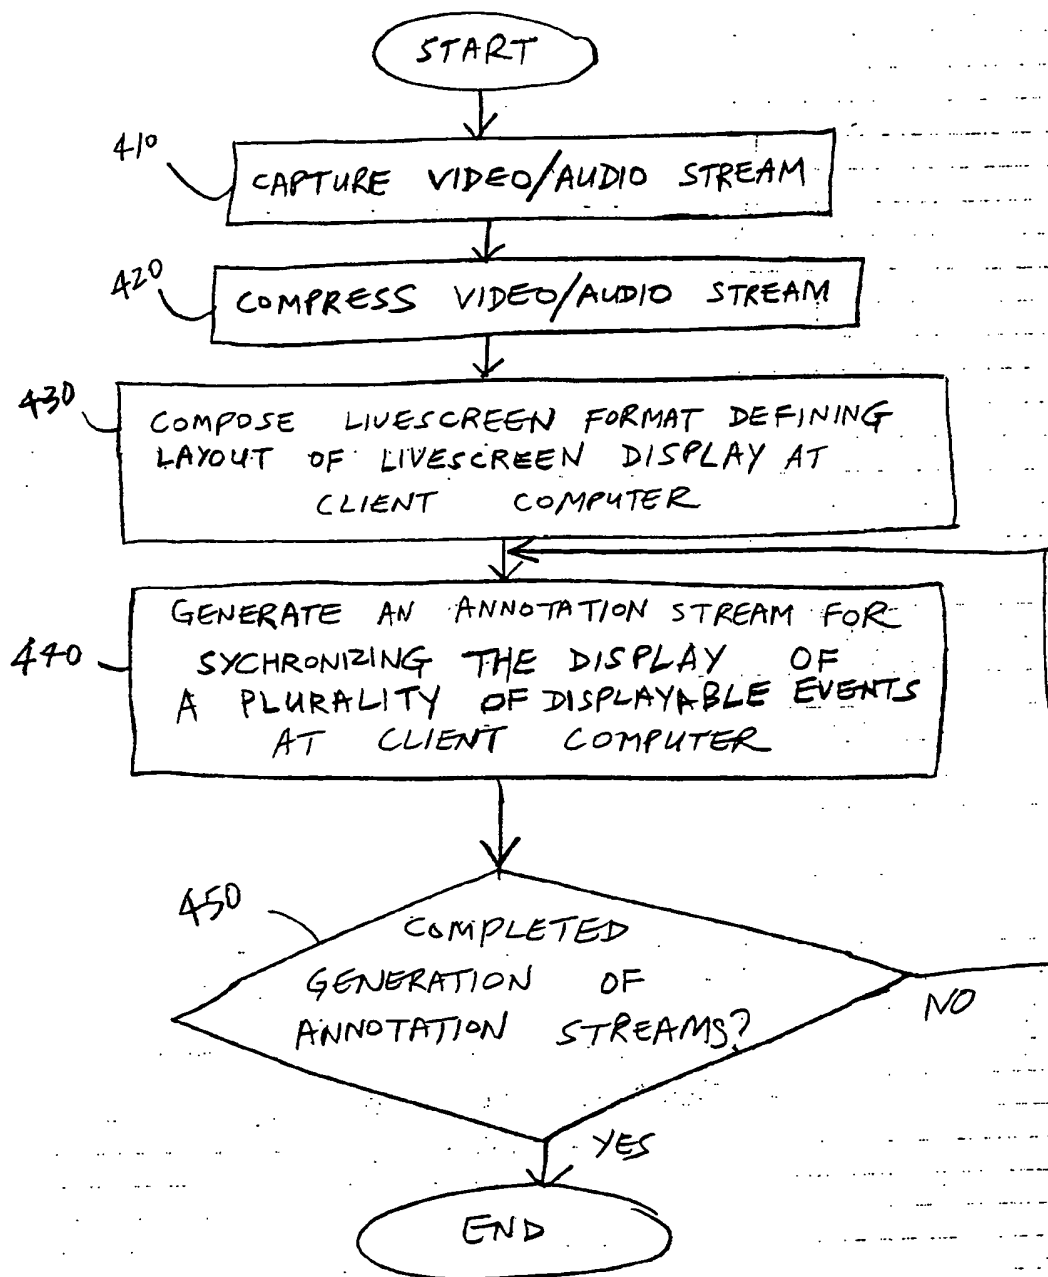 START
410
CAPTURE VIDEO/AUDIO STREAM
420
COMPRESS VIDEO/AUDIO STREAM
430
COMPOSE LIVESCREEN FORMAT DEFINING
LAYOUT OF LIVESCREEN DISPLAY AT
CLIENT COMPUTER
440
GENERATE AN ANNOTATION STREAM FOR
SYCHRONIZING THE DISPLAY OF
A PLURALITY OF DISPLAYABLE EVENTS
AT CLIENT COMPUTER
450
COMPLETED
GENERATION OF
ANNOTATION STREAMS?
NO
YES
END